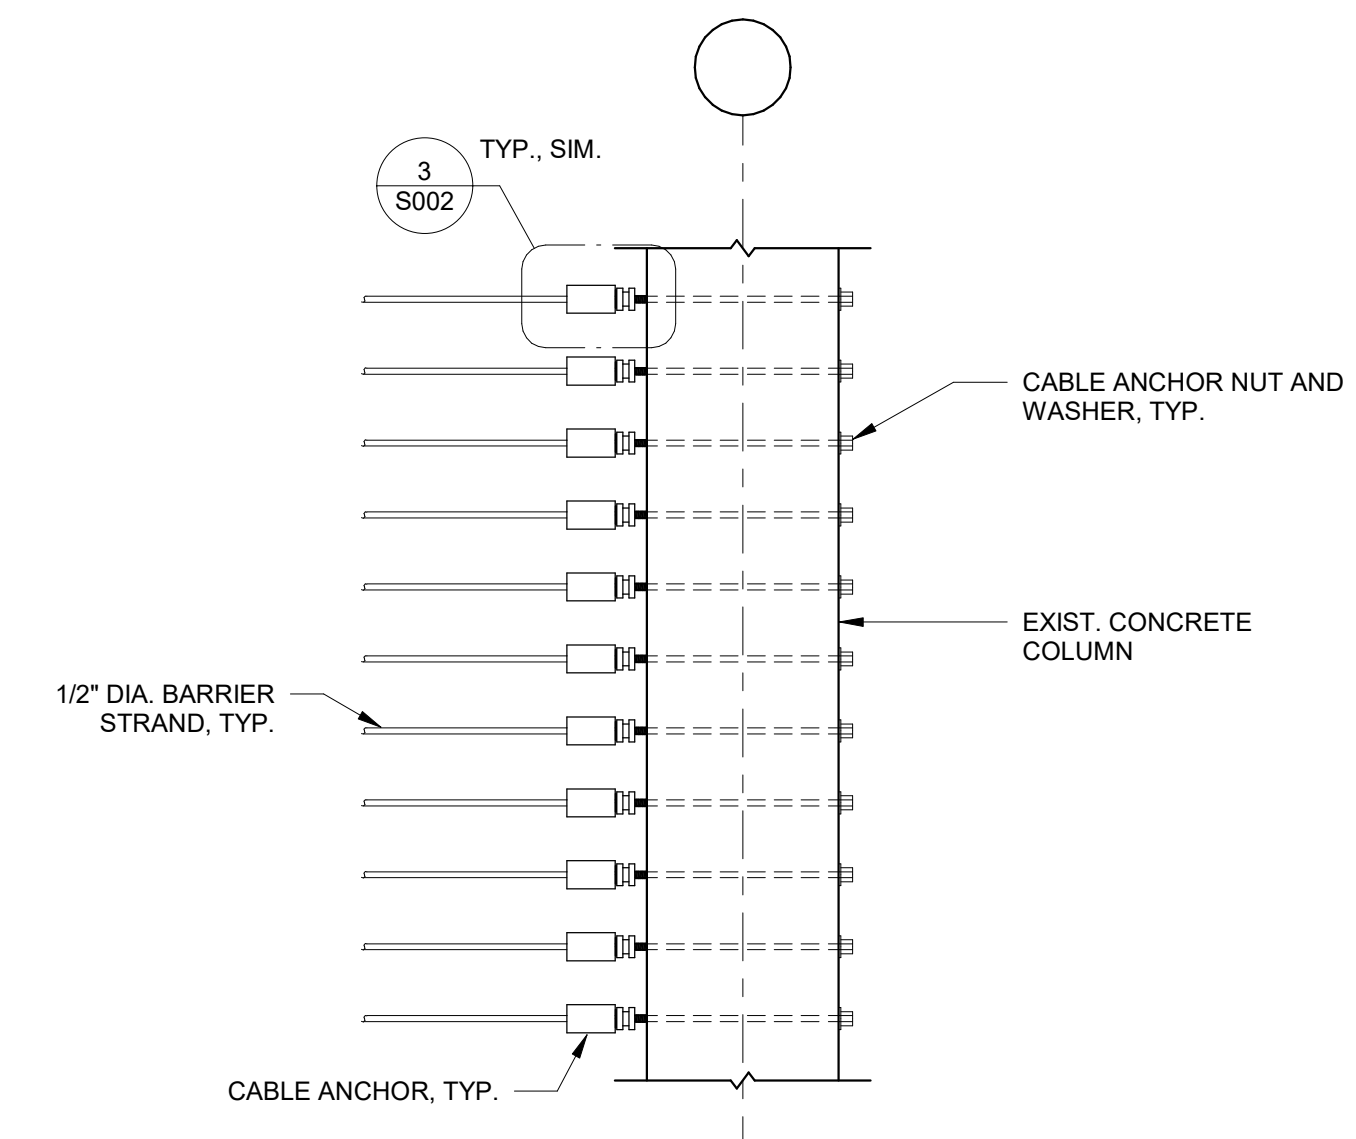 TYP., SIM.
3
S002
CABLE ANCHOR NUT AND
WASHER, TYP.
EXIST. CONCRETE
COLUMN
1/2" DIA. BARRIER
STRAND, TYP.
CABLE ANCHOR, TYP.